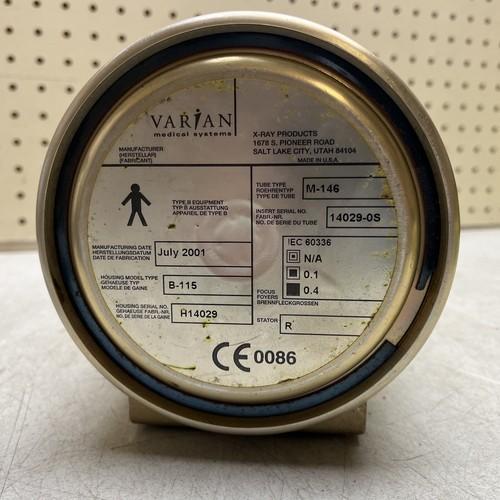 VARIAN
medical systems
X-RAY PRODUCTS
1678 S. PIONEER ROAD
SALT LAKE CITY, UTAH 84104
MADE IN U.S.A.
MANUFACTURER
(HERSTELLAR)
(FABRICANT)
TYPE B EQUIPMENT
TYP B AUSSTATTUNG
APPAREIL DE TYPE B
TUBE TYPE
ROEHRENTYP
TYPE DE TUBE
M-146
INSERT SERIAL NO.
FABR.-NR.
NO. DE SERIE DU TUBE
14029-0S
MANUFACTURING DATE
HERSTELLUNGSDATUM
DATE DE FABRICATION
July 2001
IEC 60336
N/A
0.1
0.4
FOCUS
FOYERS
BRENNFLECKGROSSEN
HOUSING MODEL TYPE
GEHAEUSE TYP
MODELE DE GAINE
B-115
HOUSING SERIAL NO.
GEHAEUSE FABR.-NR.
NO. DE SERIE DE LA GAINE
H14029
STATOR
R
CE 0086